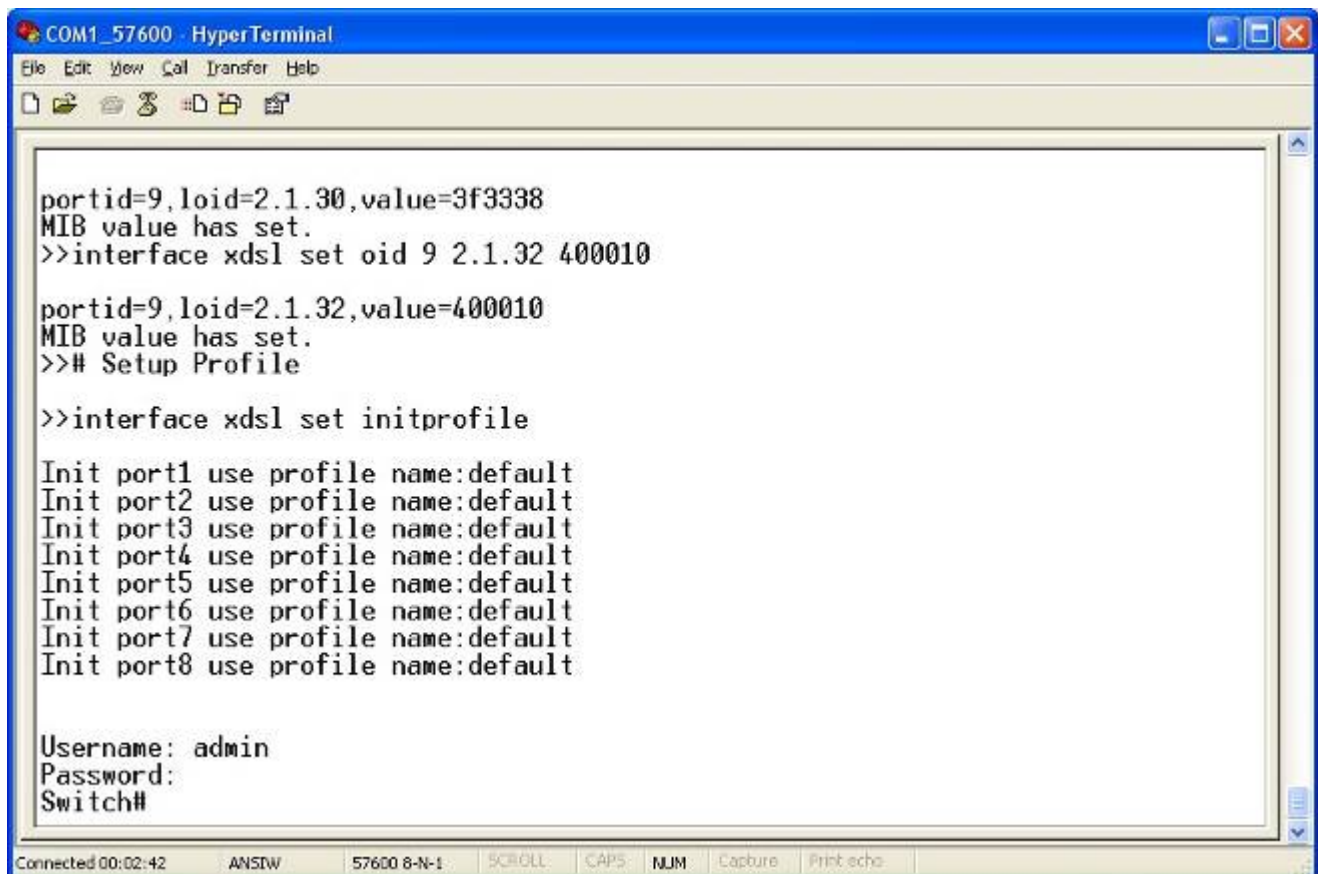 COM1_57600 - HyperTerminal
File Edit View Call Transfer Help
portid=9,loid=2.1.30,value=3f3338
MIB value has set.
>>interface xdsl set oid 9 2.1.32 400010
portid=9,loid=2.1.32,value=400010
MIB value has set.
>># Setup Profile
>>interface xdsl set initprofile
Init port1 use profile name:default
Init port2 use profile name:default
Init port3 use profile name:default
Init port4 use profile name:default
Init port5 use profile name:default
Init port6 use profile name:default
Init port7 use profile name:default
Init port8 use profile name:default
Username: admin
Password:
Switch#
Connected 00:02:42 ANSIW 57600 8-N-1 SCROLL CAPS NUM Capture Print echo